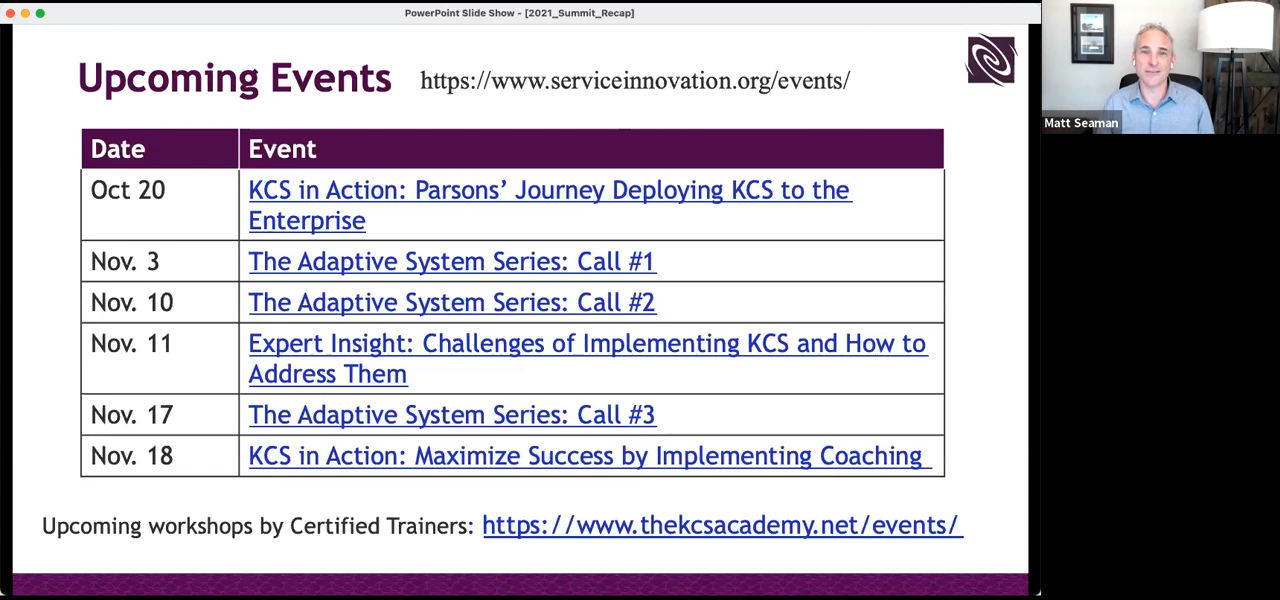 PowerPoint Slide Show - [2021_Summit_Recap]
Upcoming Events https://www.serviceinnovation.org/events/
Date Event
Oct 20 KCS in Action: Parsons’ Journey Deploying KCS to the
Enterprise
Nov. 3 The Adaptive System Series: Call #1
Nov. 10 The Adaptive System Series: Call #2
Nov. 11 Expert Insight: Challenges of Implementing KCS and How to
Address Them
Nov. 17 The Adaptive System Series: Call #3
Nov. 18 KCS in Action: Maximize Success by Implementing Coaching
Upcoming workshops by Certified Trainers: https://www.thekcsacademy.net/events/
Matt Seaman